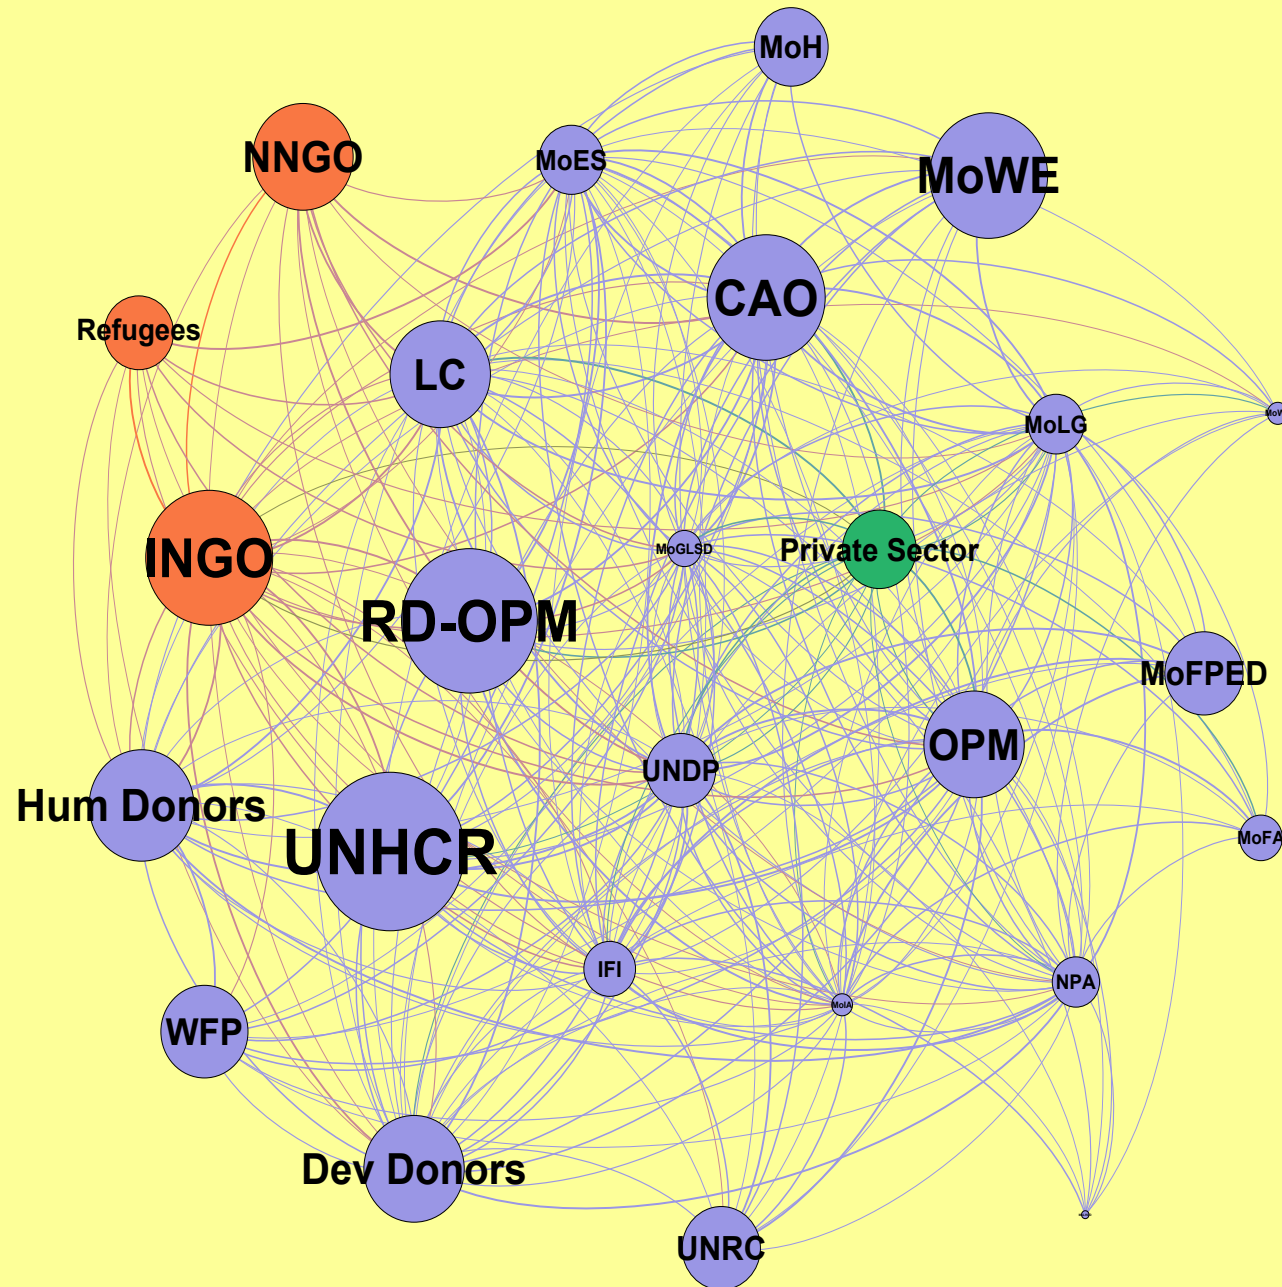 MoH
NNGO
MoES
MoWE
CAO
Refugees
LC
MoLG
INGO
MoGLSD
Private Sector
RD-OPM
MoFPED
OPM
UNDP
Hum Donors
UNHCR
MoFA
IFI
NPA
MoIA
WFP
Dev Donors
UNRC